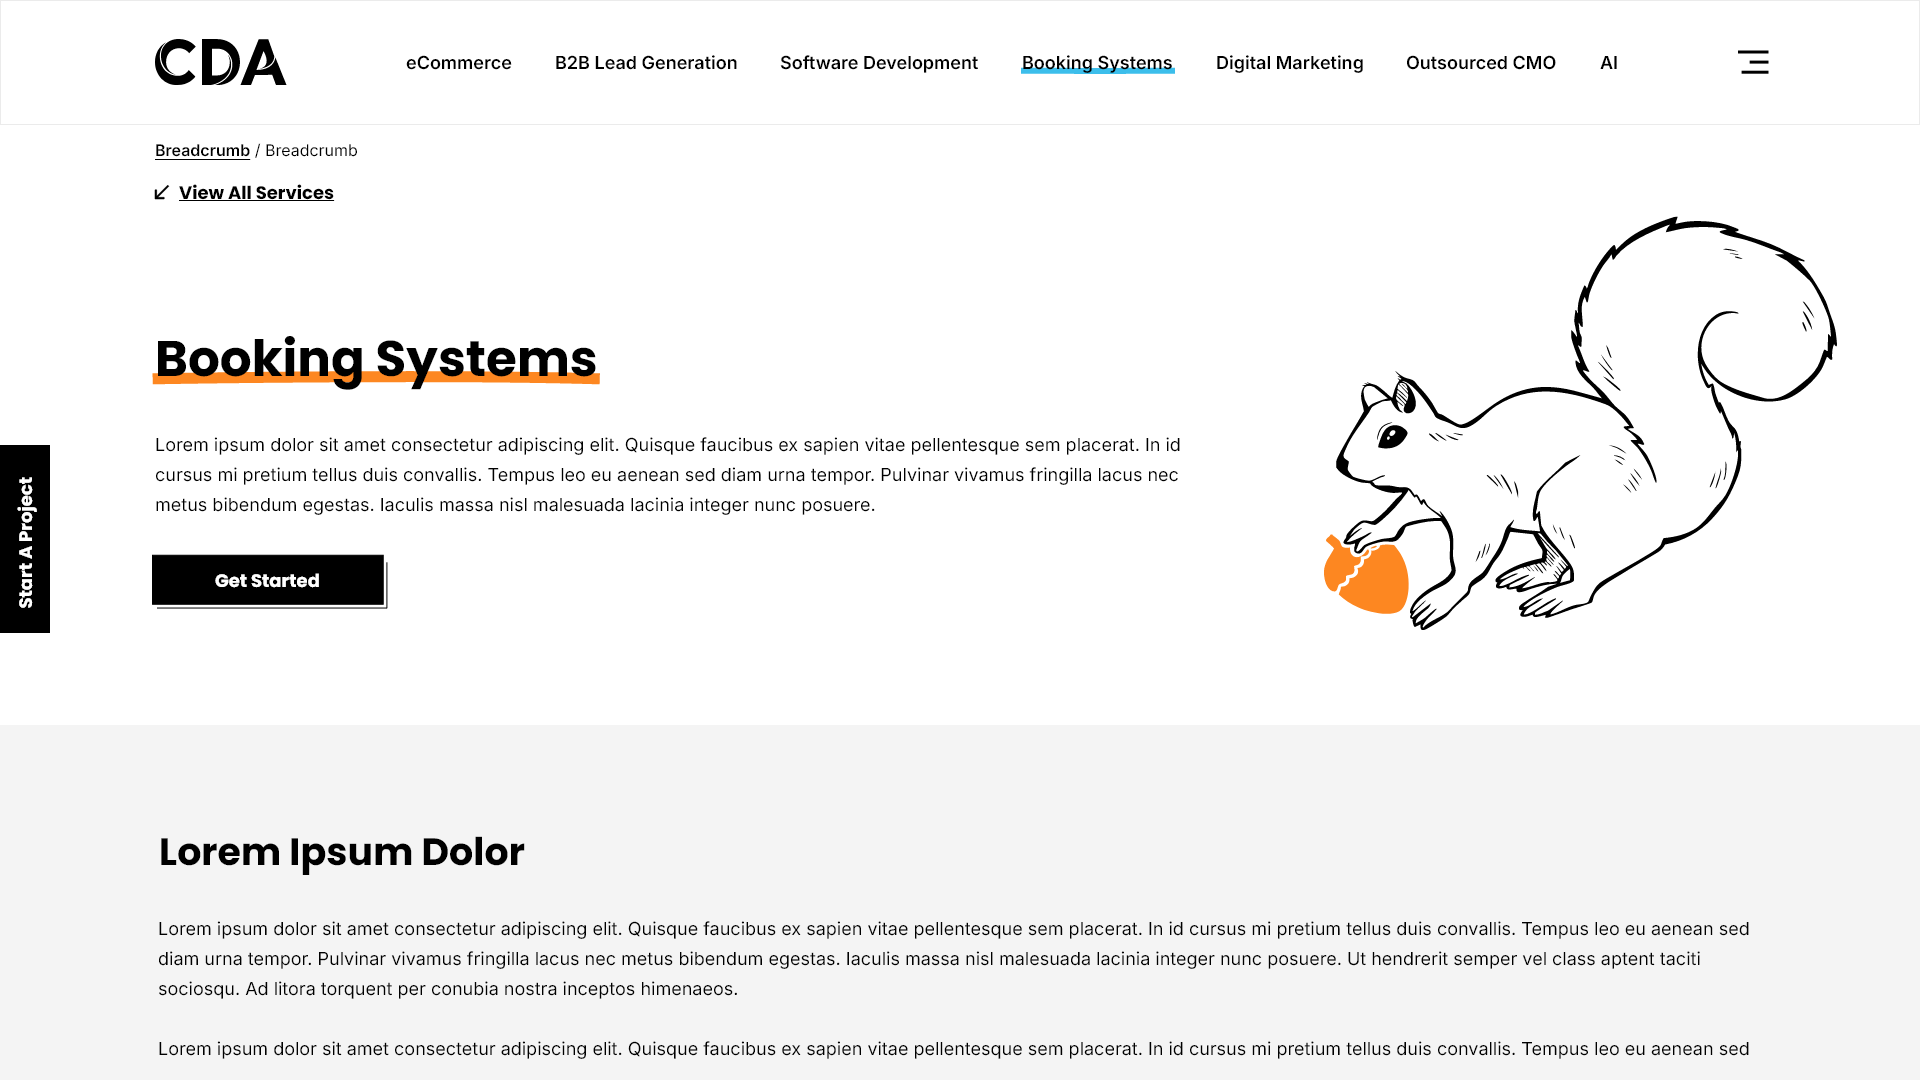 CDA
eCommerce
B2B Lead Generation
Software Development
Booking Systems
Digital Marketing
Outsourced CMO
AI
Breadcrumb / Breadcrumb
View All Services
Booking Systems
Lorem ipsum dolor sit amet consectetur adipiscing elit. Quisque faucibus ex sapien vitae pellentesque sem placerat. In id
cursus mi pretium tellus duis convallis. Tempus leo eu aenean sed diam urna tempor. Pulvinar vivamus fringilla lacus nec
metus bibendum egestas. Iaculis massa nisl malesuada lacinia integer nunc posuere.
Start A Project
Get Started
Lorem Ipsum Dolor
Lorem ipsum dolor sit amet consectetur adipiscing elit. Quisque faucibus ex sapien vitae pellentesque sem placerat. In id cursus mi pretium tellus duis convallis. Tempus leo eu aenean sed
diam urna tempor. Pulvinar vivamus fringilla lacus nec metus bibendum egestas. Iaculis massa nisl malesuada lacinia integer nunc posuere. Ut hendrerit semper vel class aptent taciti
sociosqu. Ad litora torquent per conubia nostra inceptos himenaeos.
Lorem ipsum dolor sit amet consectetur adipiscing elit. Quisque faucibus ex sapien vitae pellentesque sem placerat. In id cursus mi pretium tellus duis convallis. Tempus leo eu aenean sed